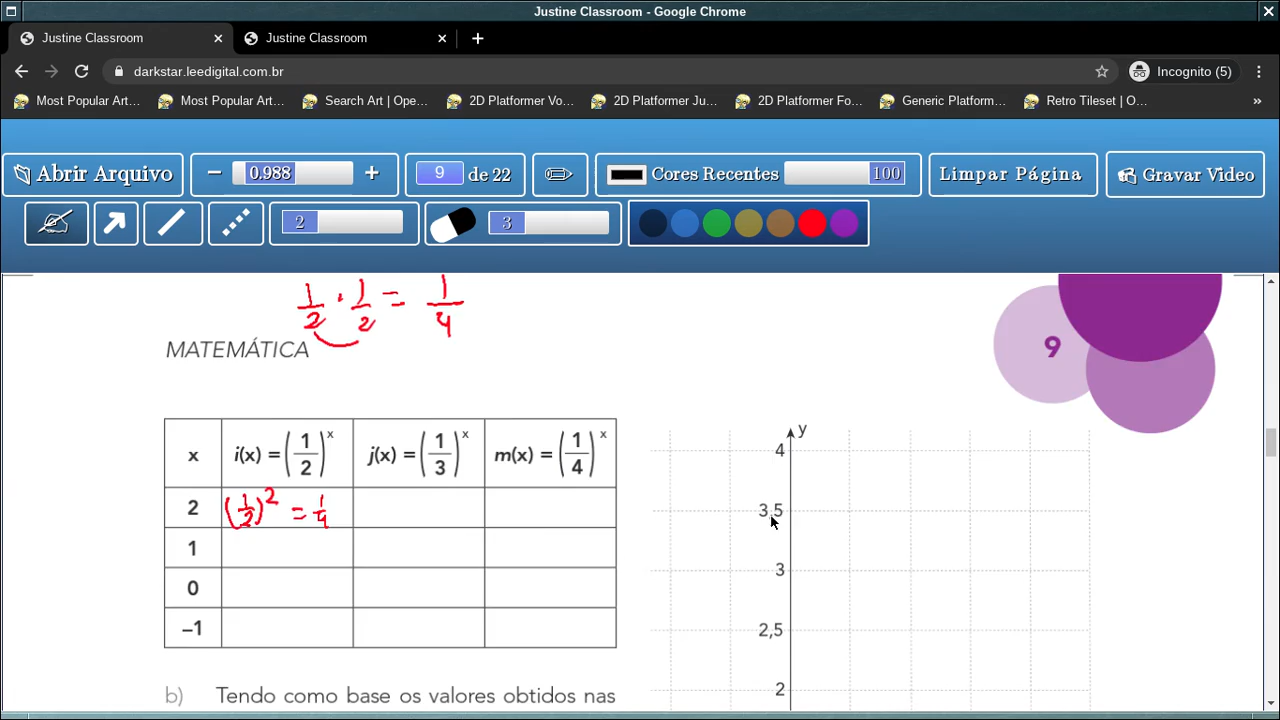 Justine Classroom - Google Chrome
Justine Classroom
Justine Classroom
darkstar.leedigital.com.br
Incognito (5)
Most Popular Art...
Most Popular Art...
Search Art | Ope...
2D Platformer Vo...
2D Platformer Ju...
2D Platformer Fo...
Generic Platform...
Retro Tileset | O...
»
Abrir Arquivo
− 0.988 +
9 de 22
Cores Recentes 100
Limpar Página
Gravar Video
2
3
1/2 · 1/2 = 1/4
MATEMÁTICA
9
x i(x) = (1/2)^x j(x) = (1/3)^x m(x) = (1/4)^x
2 (1/2)^2 = 1/4
1
0
–1
y
4
3,5
3
2,5
2
b) Tendo como base os valores obtidos nas